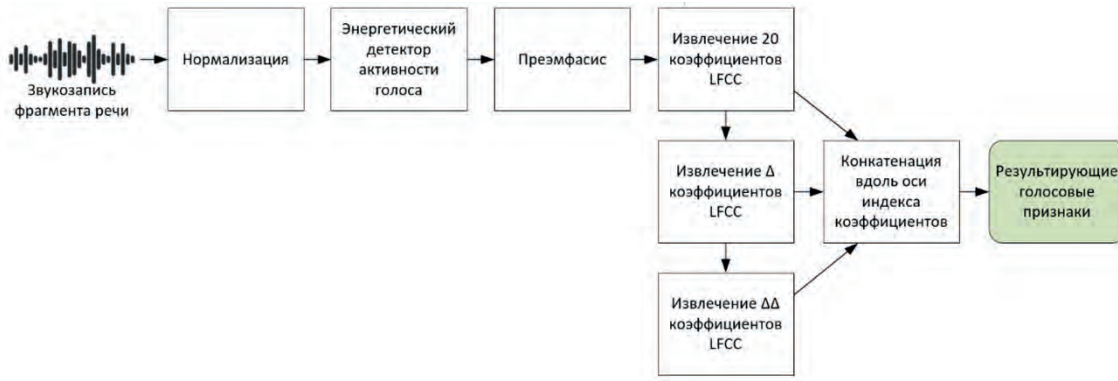 Звукозапись
фрагмента речи
Нормализация
Энергетический
детектор
активности
голоса
Преэмфасис
Извлечение 20
коэффициентов
LFCC
Извлечение Δ
коэффициентов
LFCC
Конкатенация
вдоль оси
индекса
коэффициентов
Результирующие
голосовые
признаки
Извлечение ΔΔ
коэффициентов
LFCC